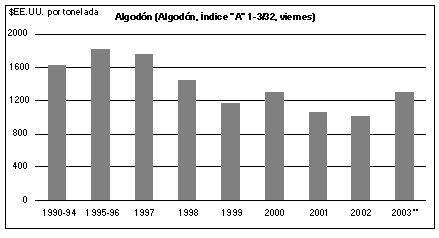 $EE.UU. por tonelada
Algodón (Algodón, Índice "A" 1-3/32, viernes)
2000
1600
1200
800
400
0
1990-94 1995-96 1997 1998 1999 2000 2001 2002 2003**